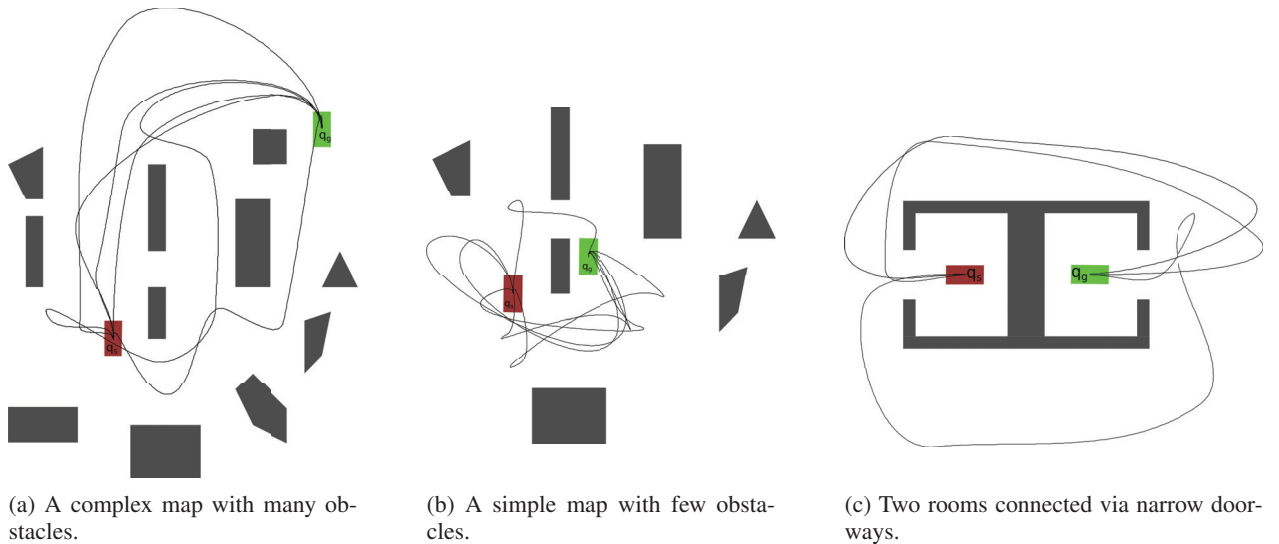 q_g
q_s
q_g
q_s
q_s
q_g
(a) A complex map with many ob-
stacles.
(b) A simple map with few obsta-
cles.
(c) Two rooms connected via narrow door-
ways.